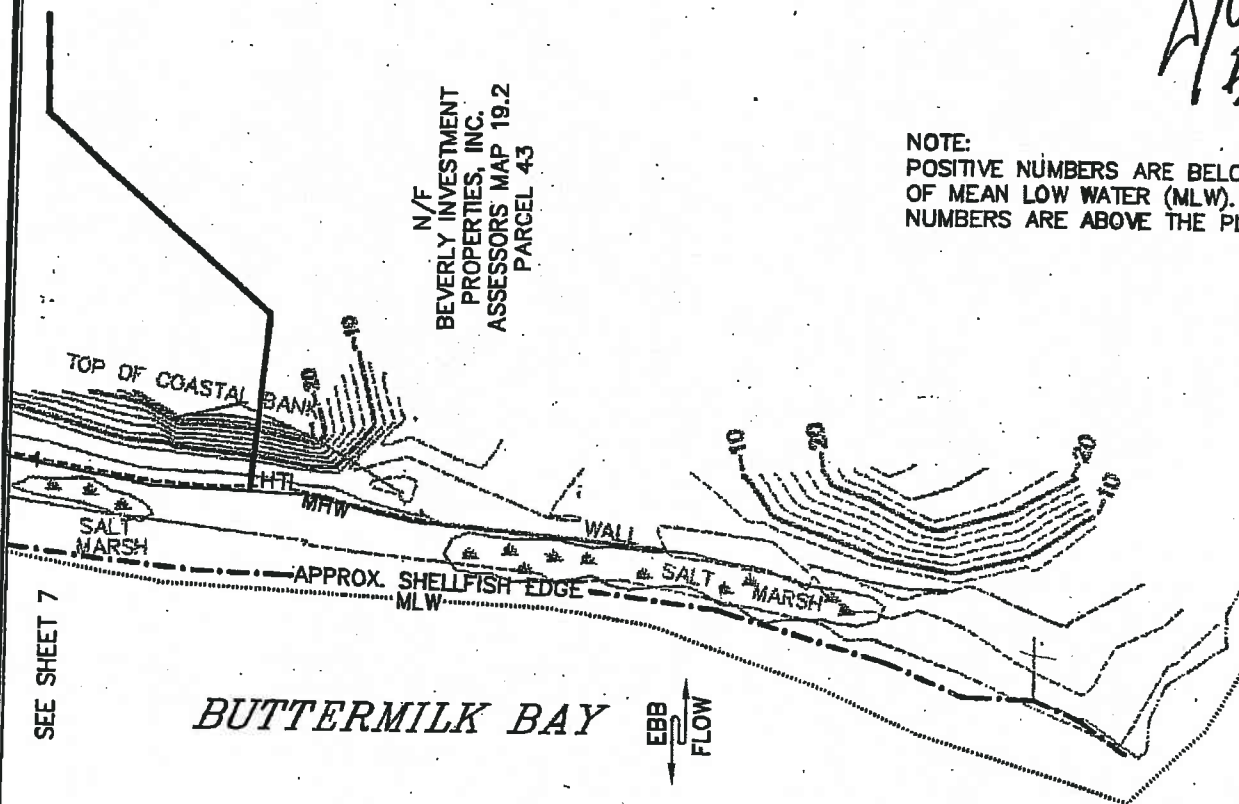 N/F
BEVERLY INVESTMENT
PROPERTIES, INC.
ASSESSORS MAP 19.2
PARCEL 43
NOTE:
POSITIVE NUMBERS ARE BELO
OF MEAN LOW WATER (MLW).
NUMBERS ARE ABOVE THE PL
TOP OF COASTAL BANK
20
10
HTL
MHW
SALT
MARSH
WALL
10
20
20
10
SALT MARSH
APPROX. SHELLFISH EDGE
MLW
SEE SHEET 7
BUTTERMILK BAY
EBB
FLOW